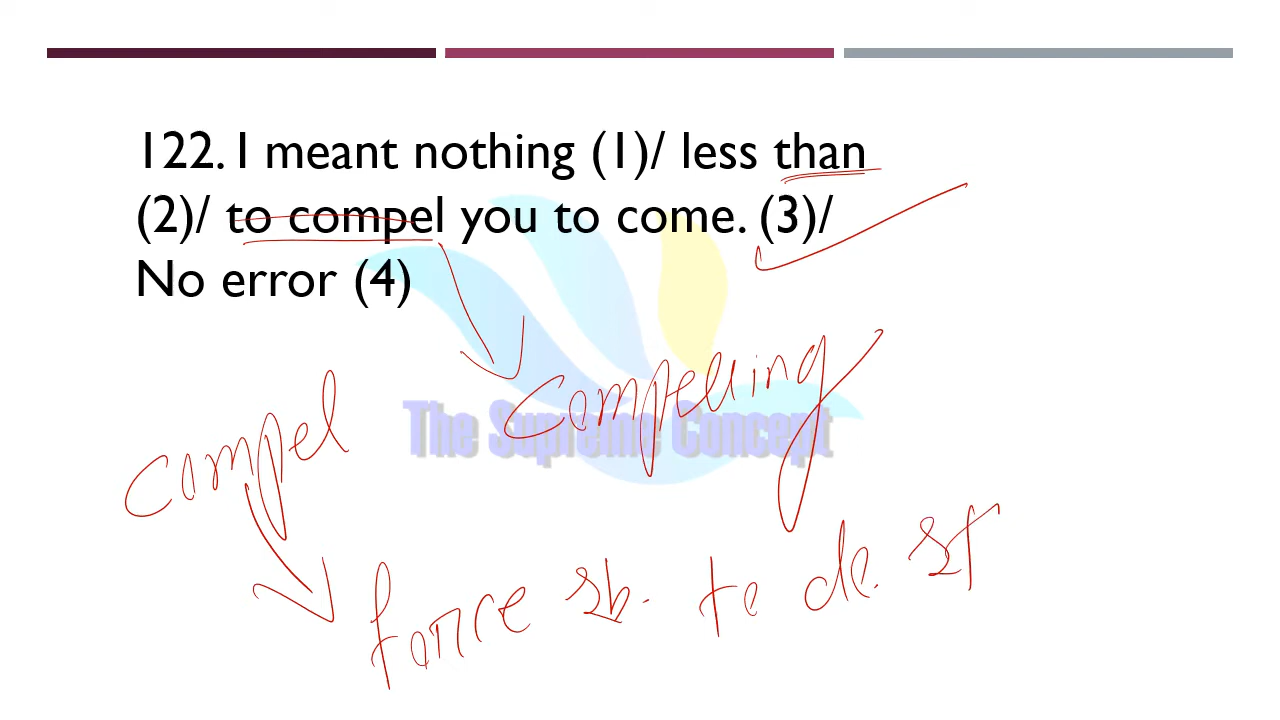 122. I meant nothing (1)/ less than
(2)/ to compel you to come. (3)/
No error (4)
compel
compelling
The Supreme Concept
force sb. to do. st